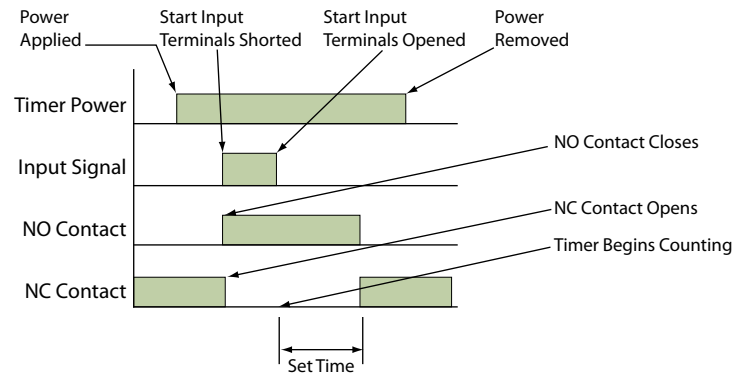 Power
Applied
Start Input
Terminals Shorted
Start Input
Terminals Opened
Power
Removed
Timer Power
Input Signal
NO Contact Closes
NO Contact
NC Contact Opens
Timer Begins Counting
NC Contact
Set Time